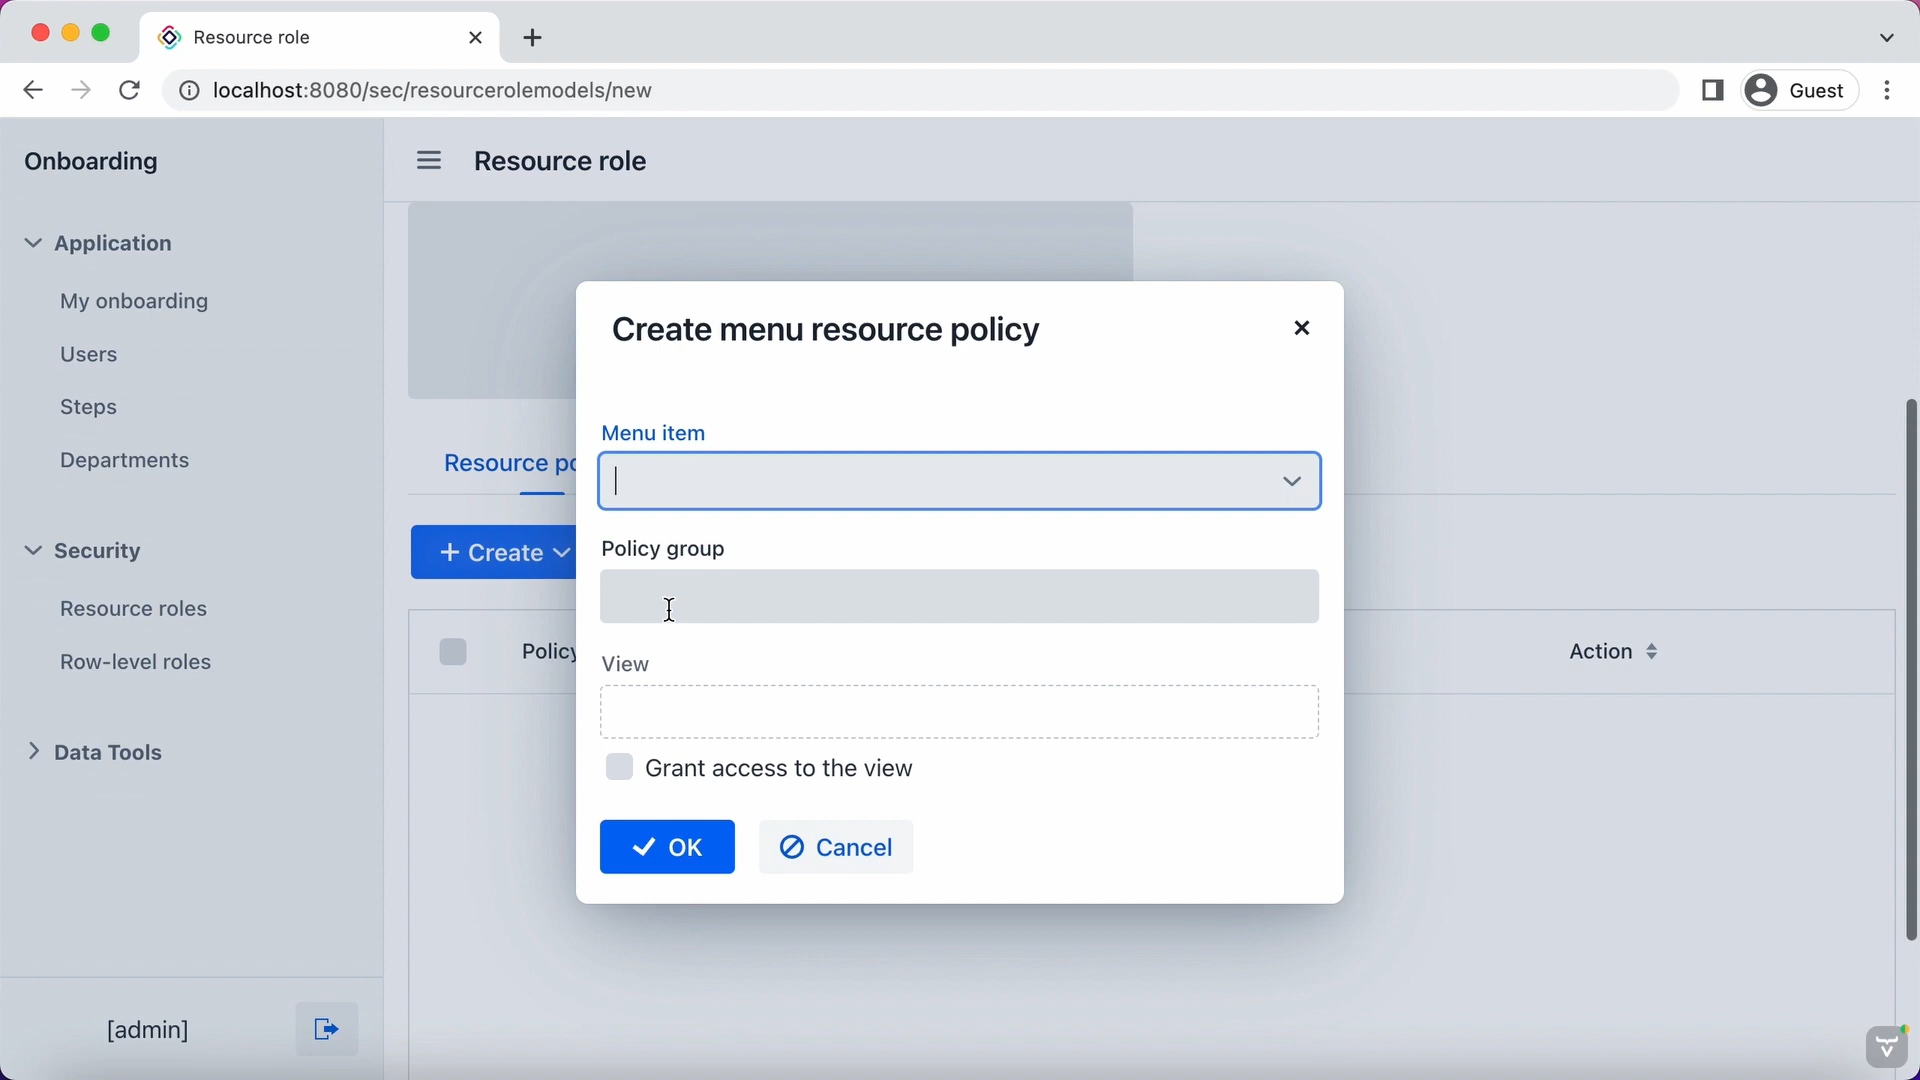 Resource role
localhost:8080/sec/resourcerolemodels/new
Guest
Onboarding
Resource role
Application
My onboarding
Users
Steps
Departments
Security
Resource roles
Row-level roles
Data Tools
[admin]
Resource po
Create
Policy
Action
Create menu resource policy
Menu item
Policy group
View
Grant access to the view
OK
Cancel